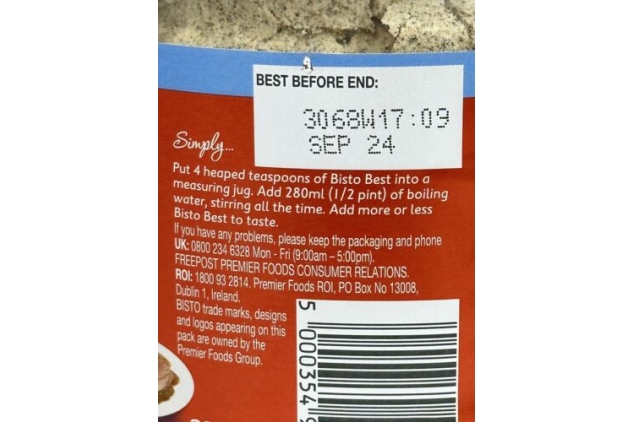 BEST BEFORE END:
3068W17:09
SEP 24
Simply...
Put 4 heaped teaspoons of Bisto Best into a
measuring jug. Add 280ml (1/2 pint) of boiling
water, stirring all the time. Add more or less
Bisto Best to taste.
If you have any problems, please keep the packaging and phone
UK: 0800 234 6328 Mon - Fri (9:00am – 5:00pm).
FREEPOST PREMIER FOODS CONSUMER RELATIONS.
ROI: 1800 93 2814. Premier Foods ROI, PO Box No 13008,
Dublin 1, Ireland.
BISTO trade marks, designs
and logos appearing on this
pack are owned by the
Premier Foods Group.
5 000354 9